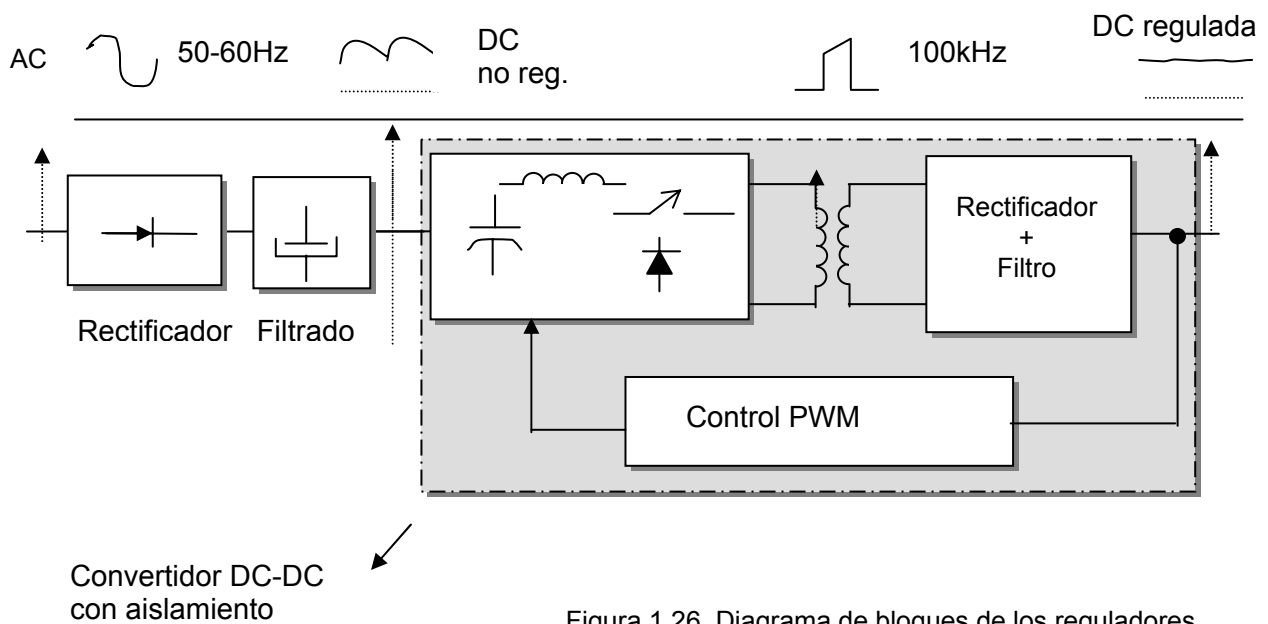 AC
50-60Hz
DC
no reg.
100kHz
DC regulada
Rectificador
Filtrado
Rectificador
+
Filtro
Control PWM
Convertidor DC-DC
con aislamiento
Figura 1.26. Diagrama de bloques de los reguladores